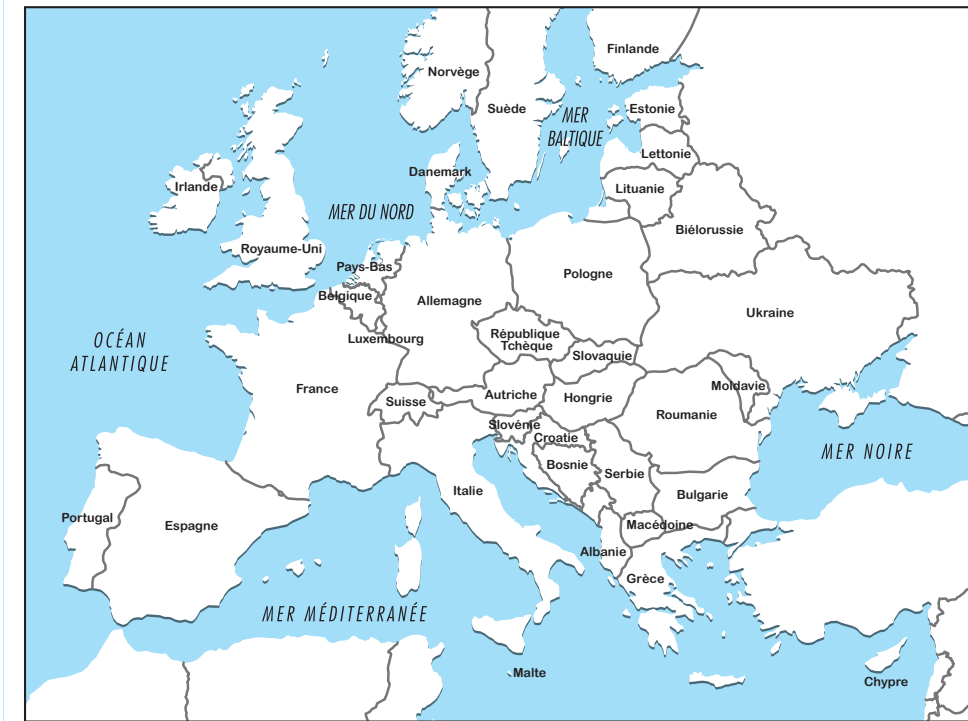 Finlande
Norvège
Suède
Estonie
MER
BALTIQUE
Lettonie
Danemark
Irlande
Lituanie
MER DU NORD
Biélorussie
Royaume-Uni
Pays-Bas
Pologne
Belgique
Allemagne
Ukraine
OCÉAN
ATLANTIQUE
Luxembourg
République
Tchèque
Slovaquie
France
Moldavie
Suisse
Autriche
Hongrie
Roumanie
Slovénie
Croatie
MER NOIRE
Bosnie
Serbie
Italie
Bulgarie
Portugal
Espagne
Macédoine
Albanie
Grèce
MER MÉDITERRANÉE
Malte
Chypre